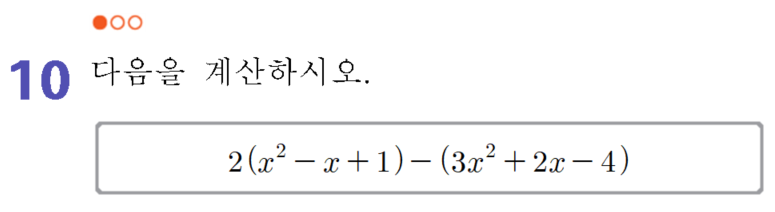 10 다음을 계산하시오.
2(x² − x + 1) − (3x² + 2x − 4)